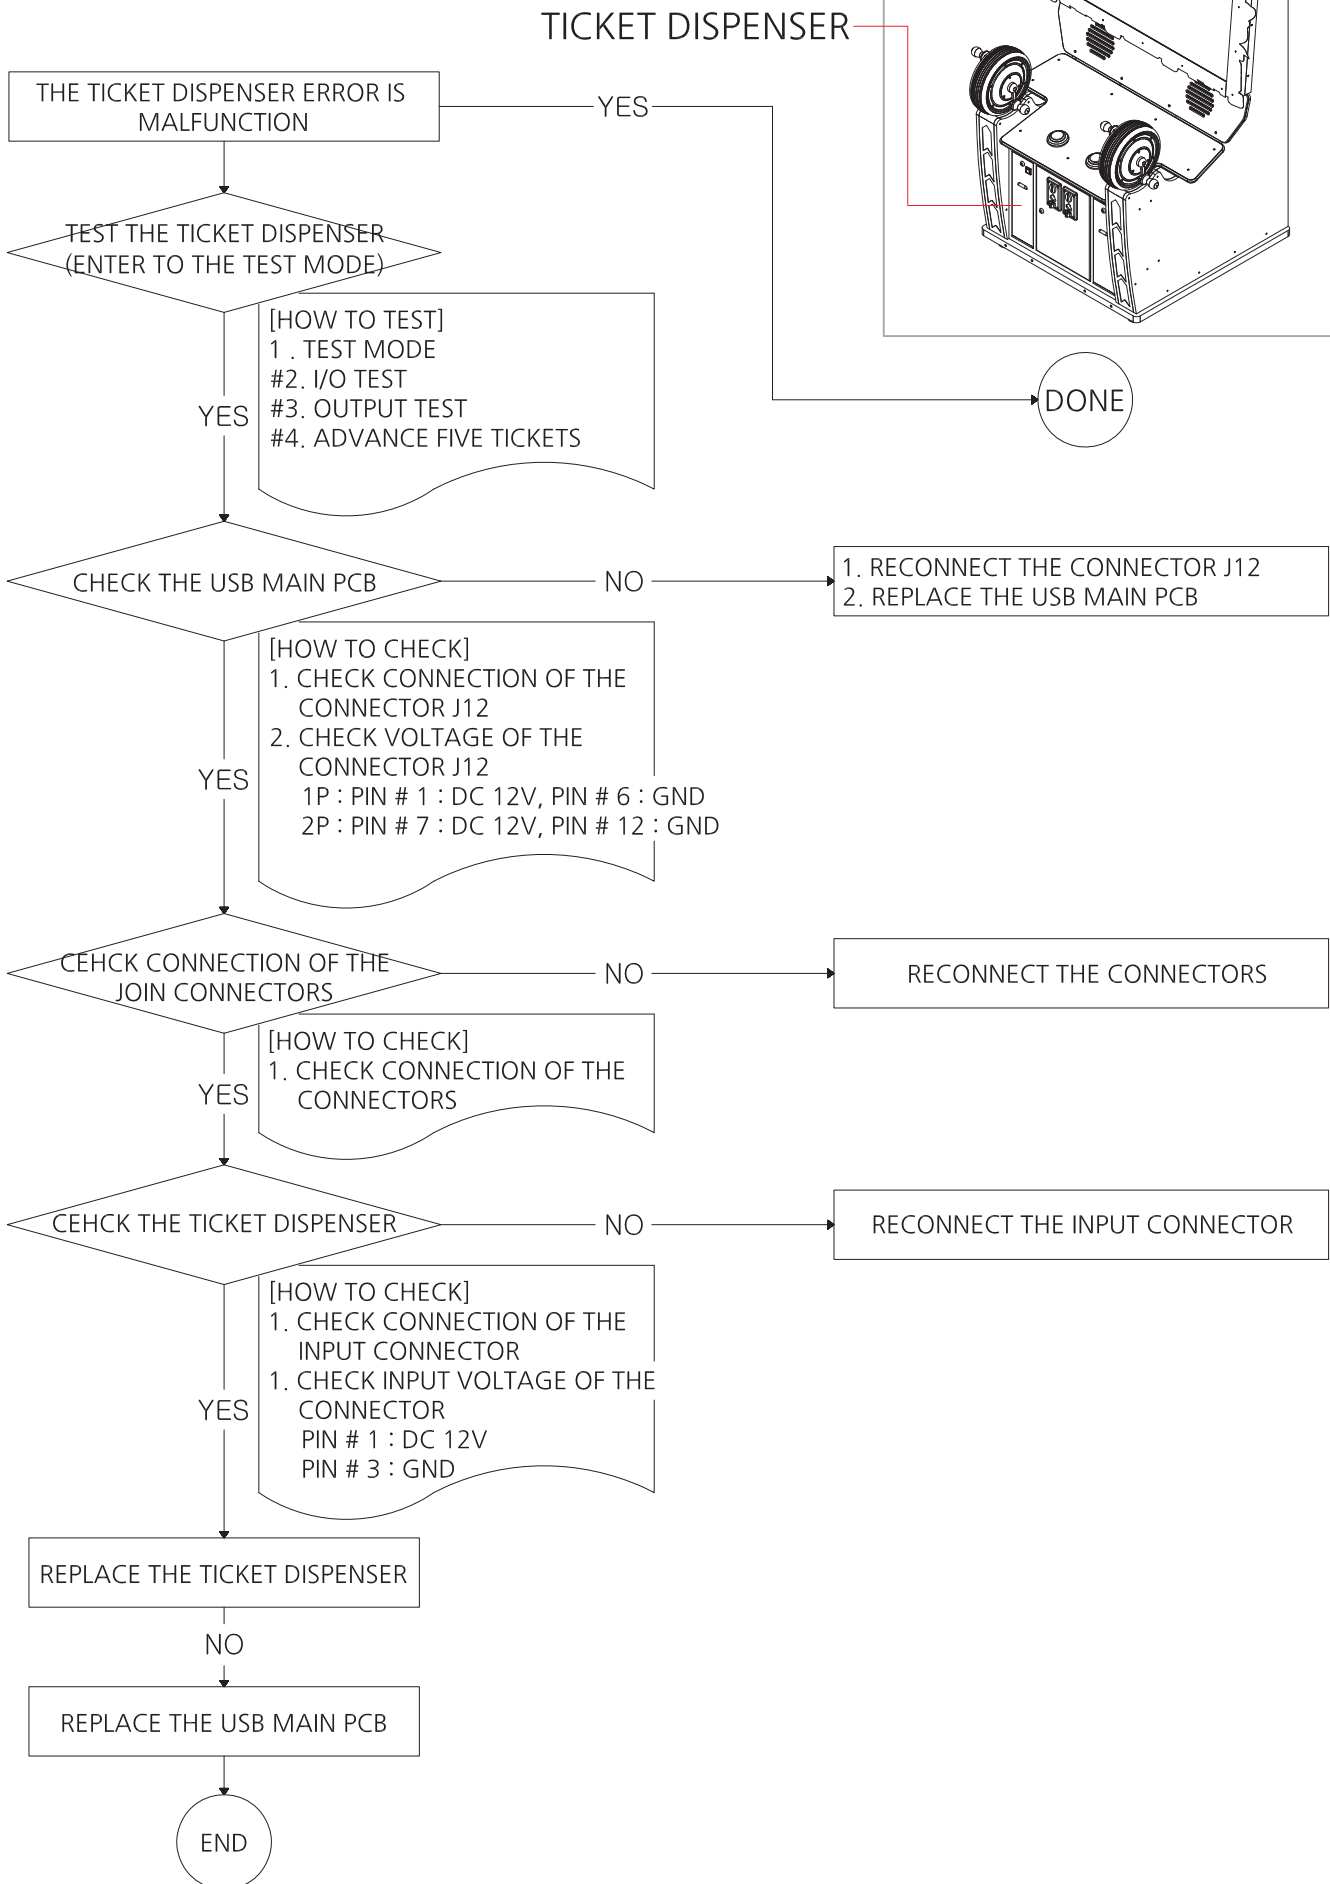 TICKET DISPENSER
THE TICKET DISPENSER ERROR IS
MALFUNCTION
YES
TEST THE TICKET DISPENSER
(ENTER TO THE TEST MODE)
[HOW TO TEST]
1 . TEST MODE
#2. I/O TEST
#3. OUTPUT TEST
#4. ADVANCE FIVE TICKETS
YES
DONE
CHECK THE USB MAIN PCB
NO
1. RECONNECT THE CONNECTOR J12
2. REPLACE THE USB MAIN PCB
[HOW TO CHECK]
1. CHECK CONNECTION OF THE
CONNECTOR J12
2. CHECK VOLTAGE OF THE
CONNECTOR J12
1P : PIN # 1 : DC 12V, PIN # 6 : GND
2P : PIN # 7 : DC 12V, PIN # 12 : GND
YES
CEHCK CONNECTION OF THE
JOIN CONNECTORS
NO
RECONNECT THE CONNECTORS
[HOW TO CHECK]
1. CHECK CONNECTION OF THE
CONNECTORS
YES
CEHCK THE TICKET DISPENSER
NO
RECONNECT THE INPUT CONNECTOR
[HOW TO CHECK]
1. CHECK CONNECTION OF THE
INPUT CONNECTOR
1. CHECK INPUT VOLTAGE OF THE
CONNECTOR
PIN # 1 : DC 12V
PIN # 3 : GND
YES
REPLACE THE TICKET DISPENSER
NO
REPLACE THE USB MAIN PCB
END